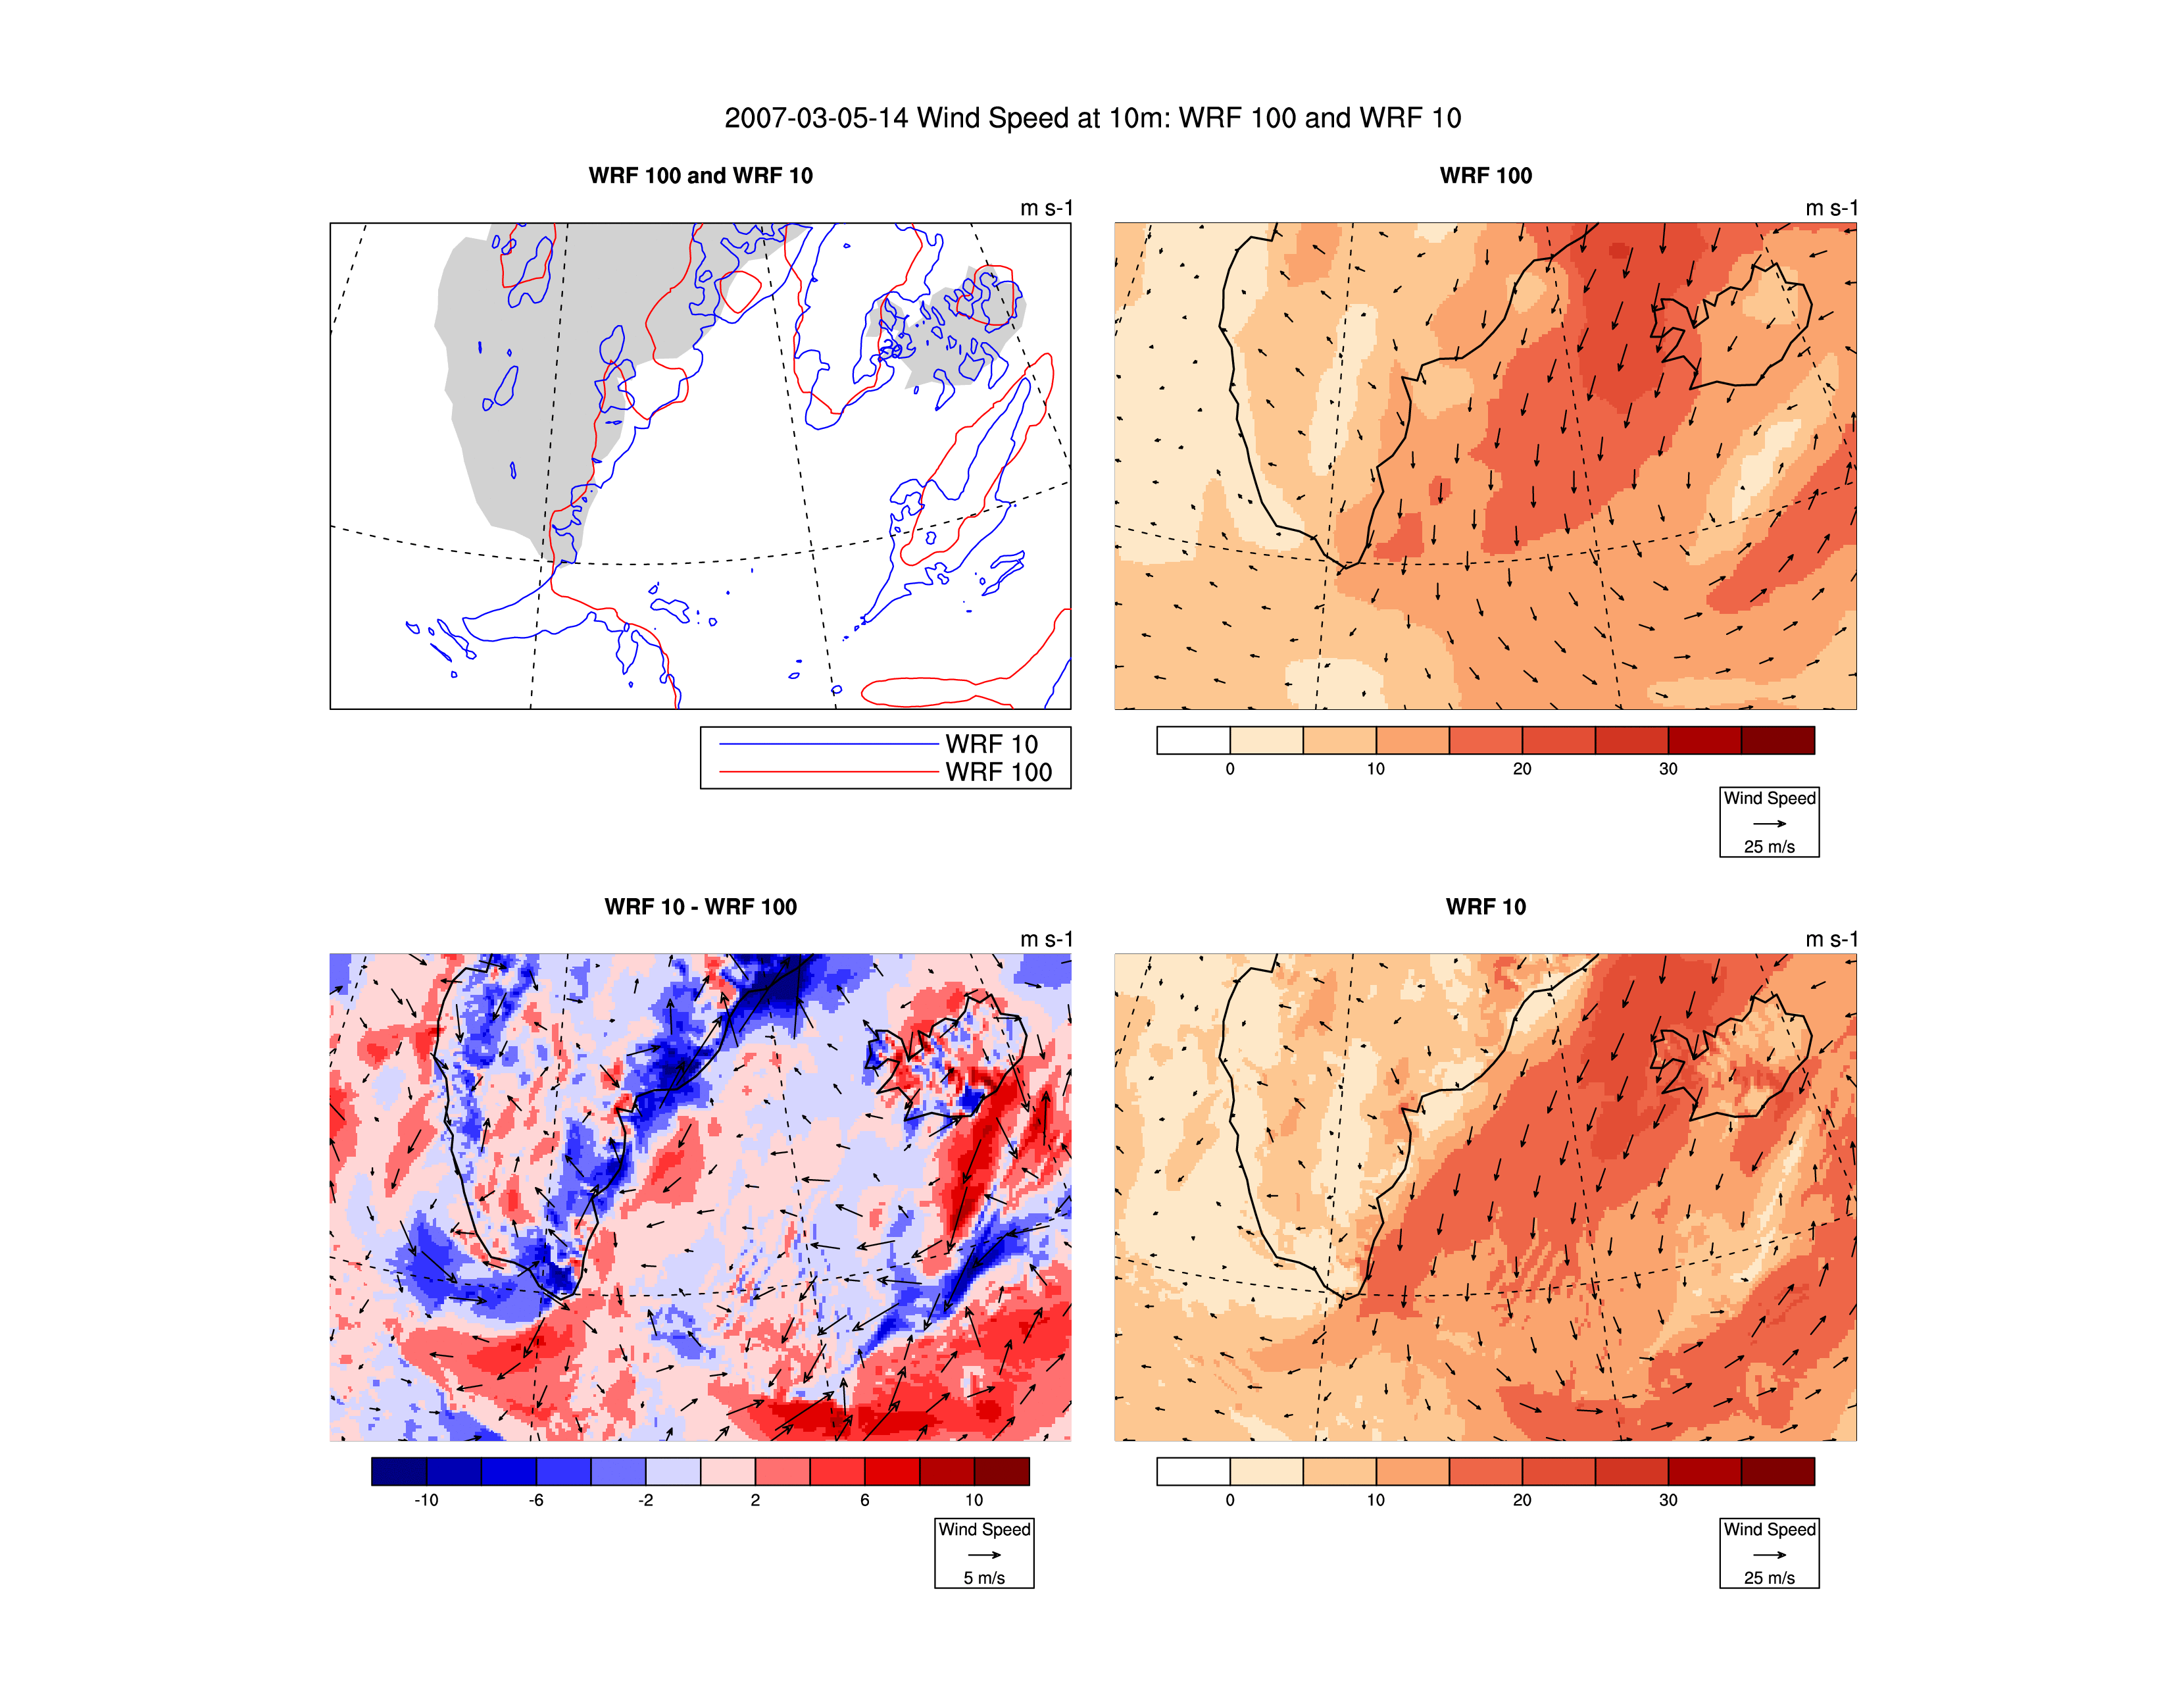 2007-03-05-14 Wind Speed at 10m: WRF 100 and WRF 10
WRF 100 and WRF 10
m s-1
WRF 10
WRF 100
WRF 100
m s-1
0 10 20 30
Wind Speed
25 m/s
WRF 10 - WRF 100
m s-1
-10 -6 -2 2 6 10
Wind Speed
5 m/s
WRF 10
m s-1
0 10 20 30
Wind Speed
25 m/s